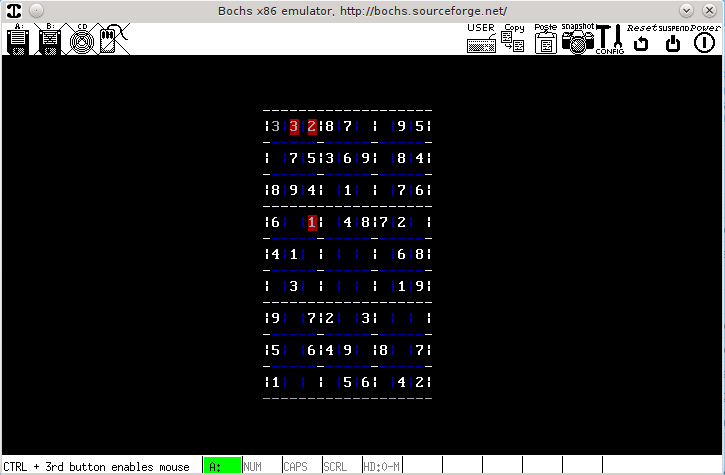 Bochs x86 emulator, http://bochs.sourceforge.net/
A: B: CD USER Copy Paste snapshot CONFIG Reset SUSPEND Power
|3|3|2|8|7| | |9|5|
| |7|5|3|6|9| |8|4|
|8|9|4| |1| | |7|6|
|6| |1| |4|8|7|2| |
|4|1| | | | | |6|8|
| |3| | | | | |1|9|
|9| |7|2| |3| | | |
|5| |6|4|9| |8| |7|
|1| | | |5|6| |4|2|
CTRL + 3rd button enables mouse A: NUM CAPS SCRL HD:0-M